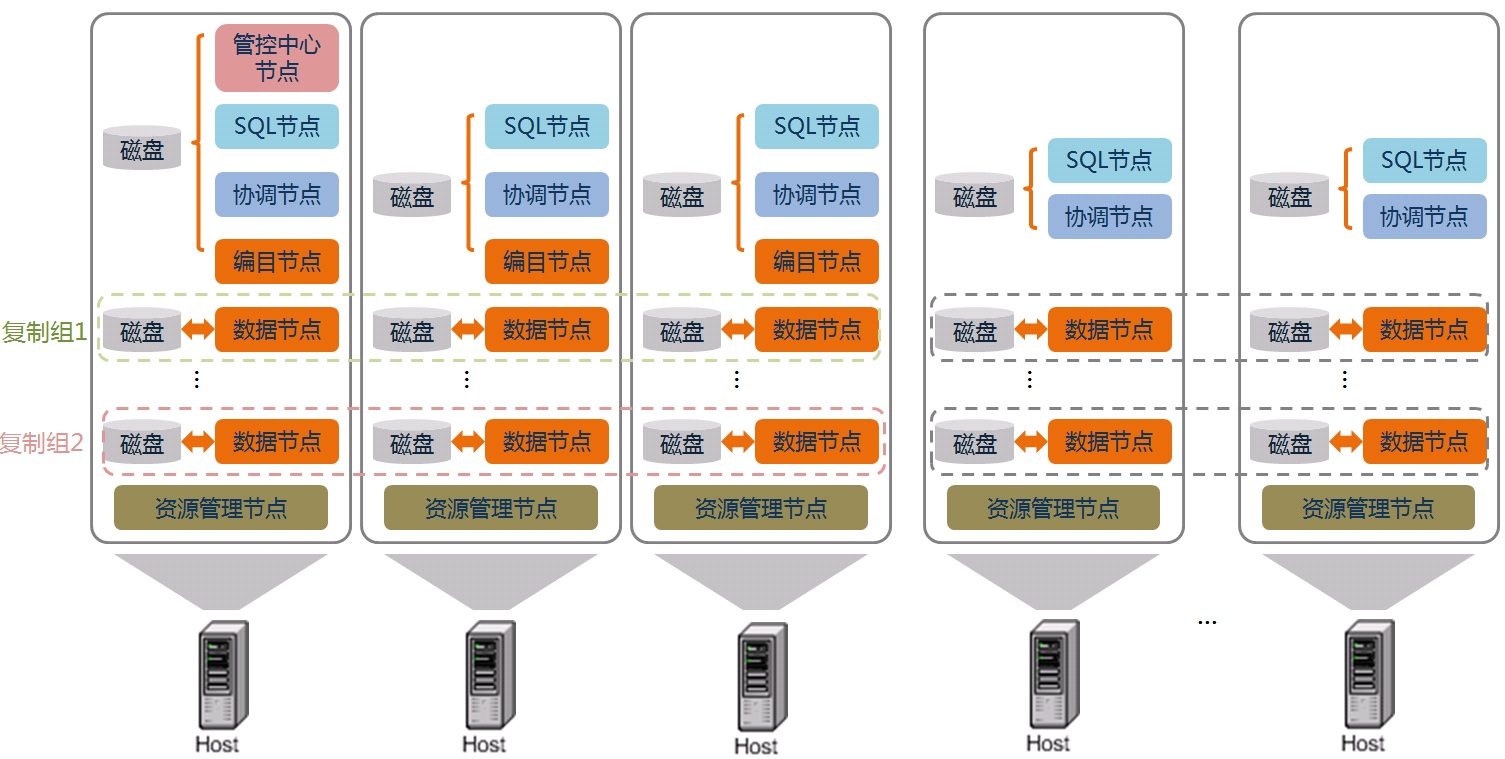 管控中心
节点
SQL节点
SQL节点
SQL节点
磁盘
SQL节点
SQL节点
协调节点
磁盘
协调节点
磁盘
协调节点
磁盘
协调节点
磁盘
协调节点
编目节点
编目节点
编目节点
复制组1
磁盘
数据节点
磁盘
数据节点
磁盘
数据节点
磁盘
数据节点
磁盘
数据节点
...
...
...
...
...
复制组2
磁盘
数据节点
磁盘
数据节点
磁盘
数据节点
磁盘
数据节点
磁盘
数据节点
资源管理节点
资源管理节点
资源管理节点
资源管理节点
资源管理节点
...
Host
Host
Host
Host
Host